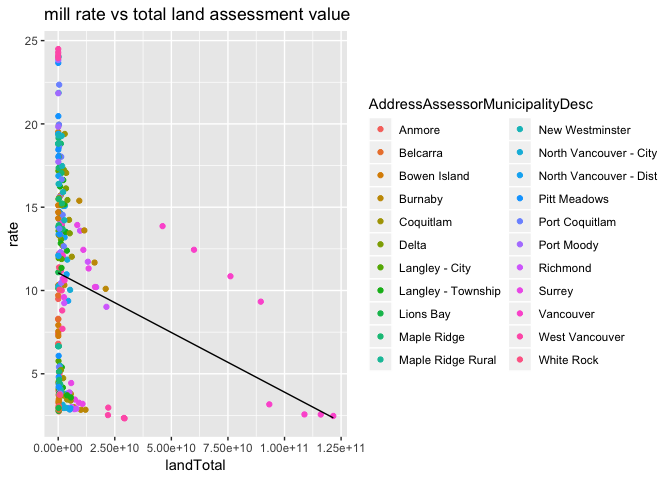 mill rate vs total land assessment value
25
20
15
10
5
rate
0.00e+00 2.50e+10 5.00e+10 7.50e+10 1.00e+11 1.25e+11
landTotal
AddressAssessorMunicipalityDesc
Anmore
Belcarra
Bowen Island
Burnaby
Coquitlam
Delta
Langley - City
Langley - Township
Lions Bay
Maple Ridge
Maple Ridge Rural
New Westminster
North Vancouver - City
North Vancouver - Dist
Pitt Meadows
Port Coquitlam
Port Moody
Richmond
Surrey
Vancouver
West Vancouver
White Rock